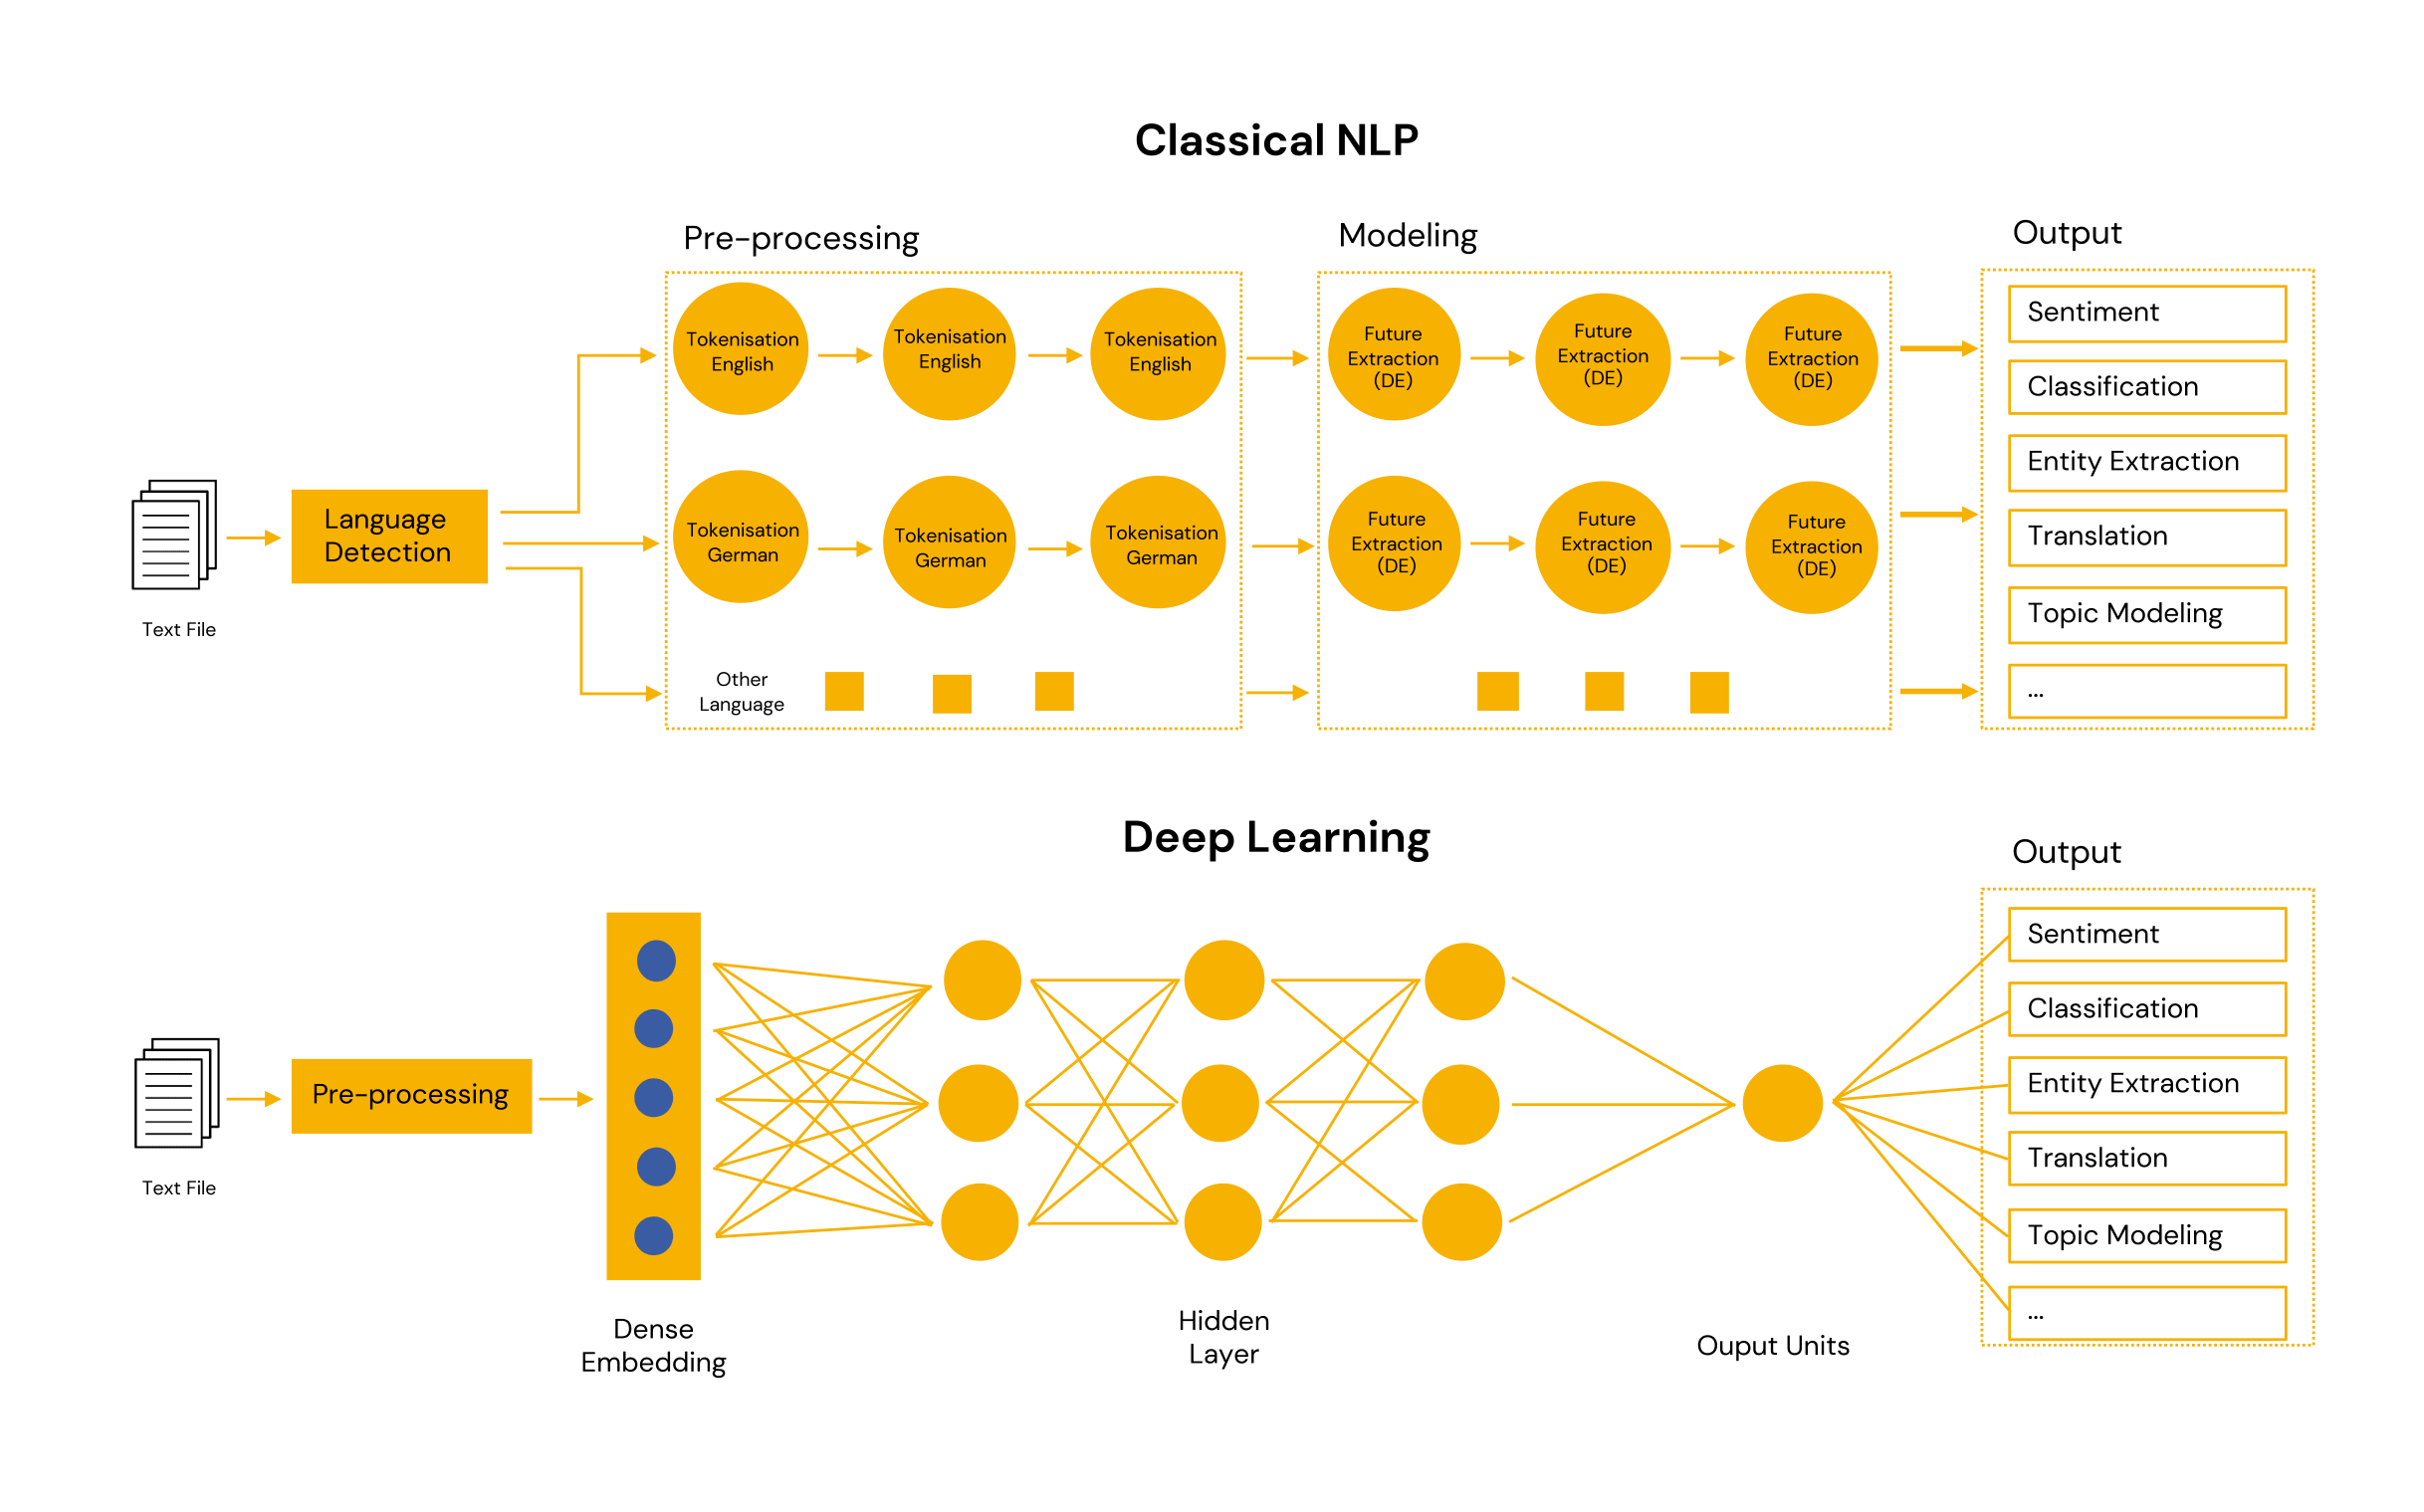 Classical NLP
Pre-processing
Modeling
Output
Tokenisation
English
Tokenisation
English
Tokenisation
English
Future
Extraction
(DE)
Future
Extraction
(DE)
Future
Extraction
(DE)
Sentiment
Classification
Entity Extraction
Translation
Topic Modeling
...
Language
Detection
Text File
Tokenisation
German
Tokenisation
German
Tokenisation
German
Future
Extraction
(DE)
Future
Extraction
(DE)
Future
Extraction
(DE)
Other
Language
Deep Learning
Output
Text File
Pre-processing
Dense
Embedding
Hidden
Layer
Ouput Units
Sentiment
Classification
Entity Extraction
Translation
Topic Modeling
...